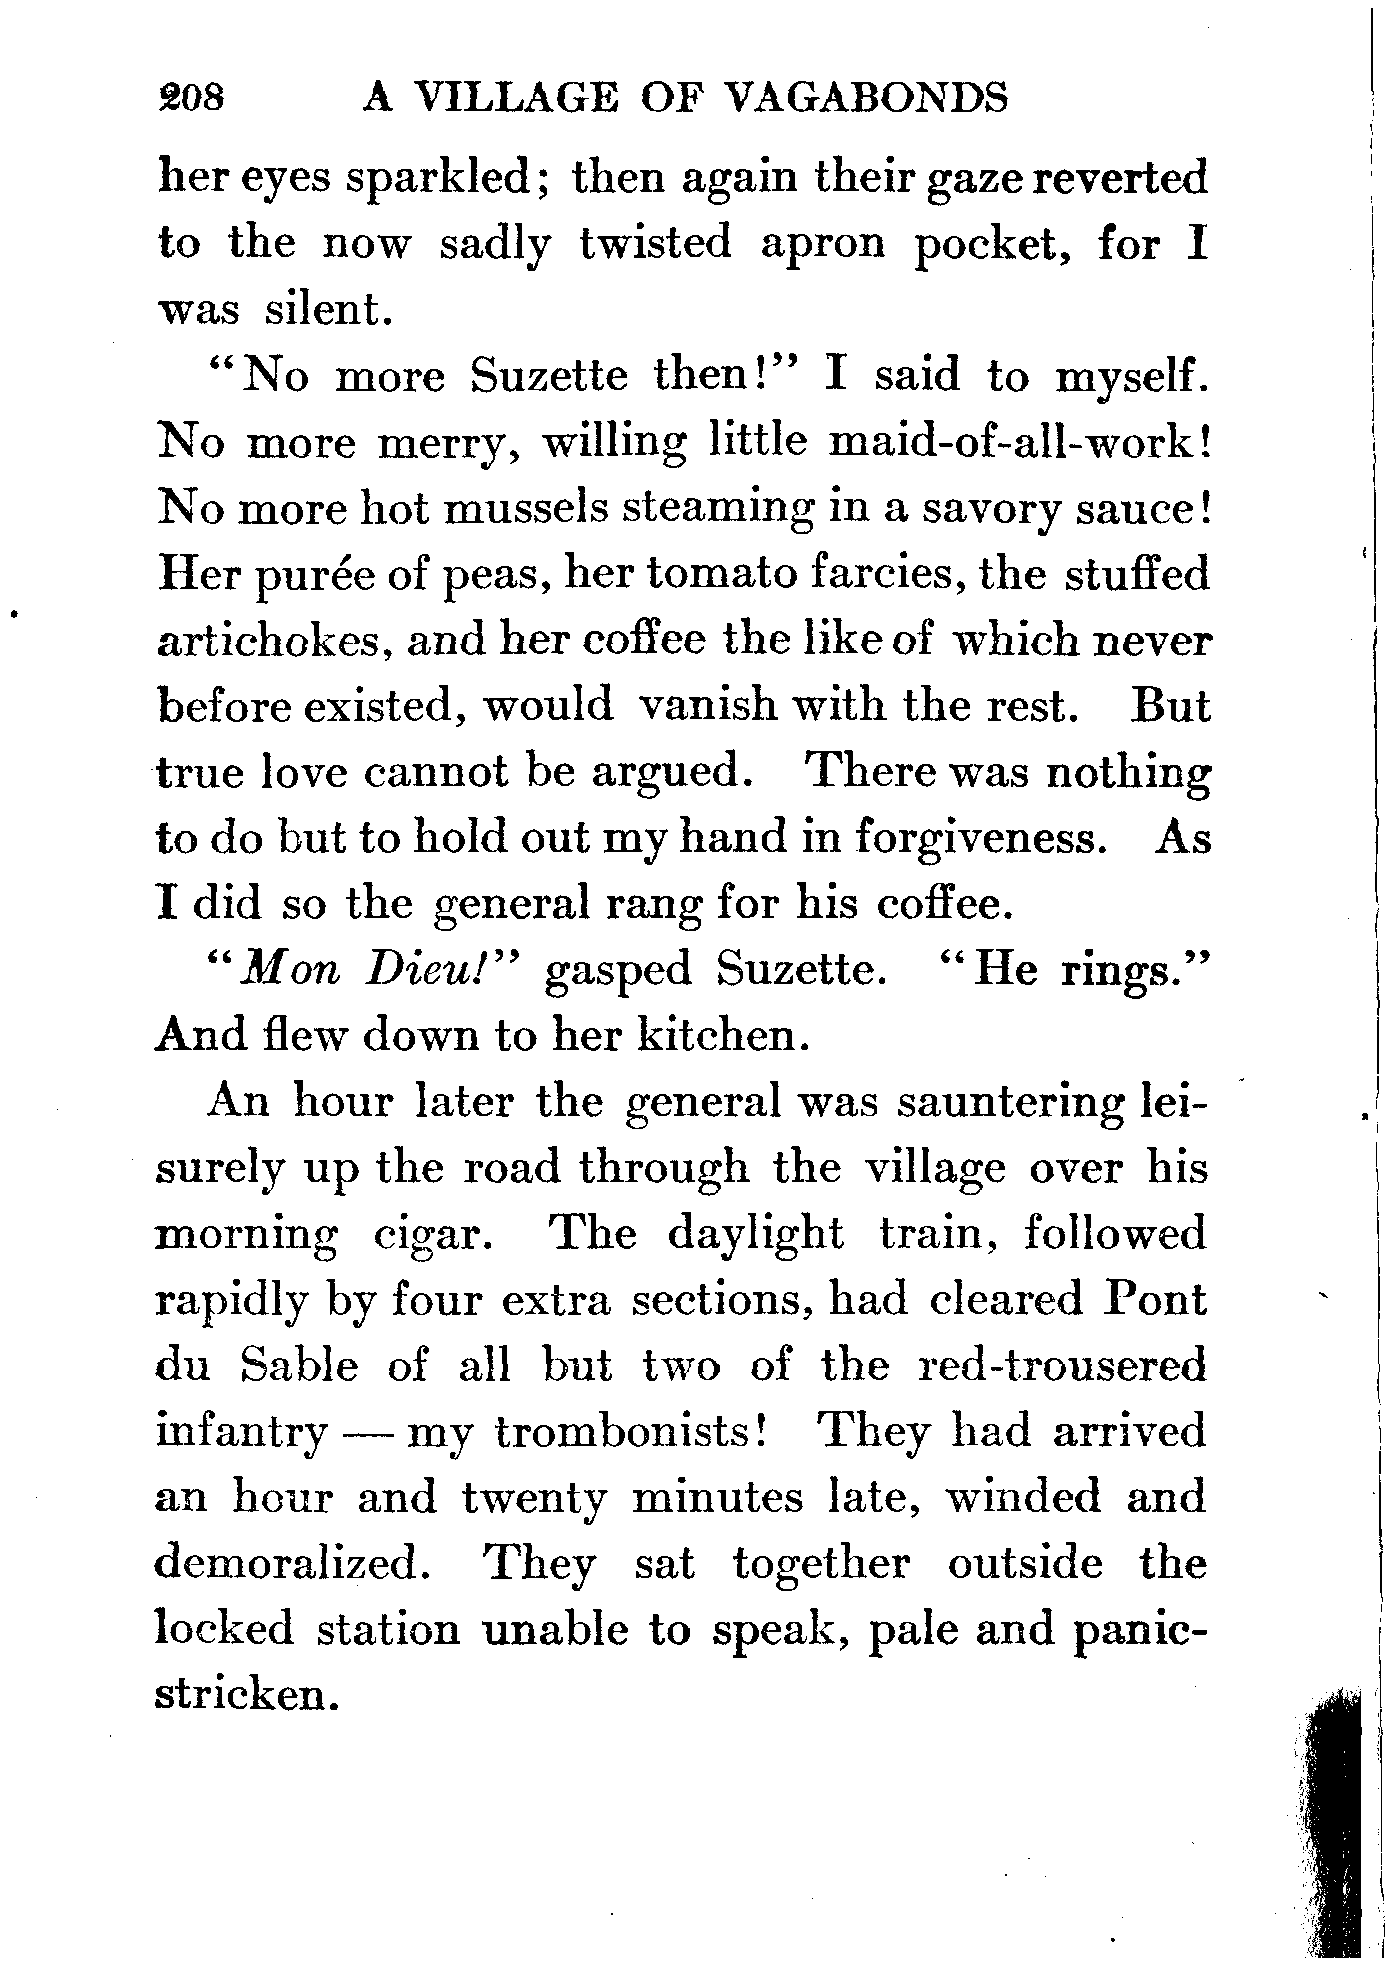 208 A VILLAGE OF VAGABONDS
her eyes sparkled; then again their gaze reverted
to the now sadly twisted apron pocket, for I
was silent.
“No more Suzette then!” I said to myself.
No more merry, willing little maid-of-all-work!
No more hot mussels steaming in a savory sauce!
Her purée of peas, her tomato farcies, the stuffed
artichokes, and her coffee the like of which never
before existed, would vanish with the rest. But
true love cannot be argued. There was nothing
to do but to hold out my hand in forgiveness. As
I did so the general rang for his coffee.
“Mon Dieu!” gasped Suzette. “He rings.”
And flew down to her kitchen.
An hour later the general was sauntering lei-
surely up the road through the village over his
morning cigar. The daylight train, followed
rapidly by four extra sections, had cleared Pont
du Sable of all but two of the red-trousered
infantry — my trombonists! They had arrived
an hour and twenty minutes late, winded and
demoralized. They sat together outside the
locked station unable to speak, pale and panic-
stricken.